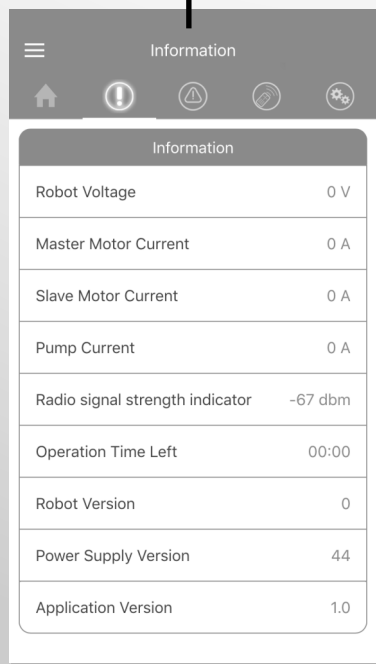 Information
Information
Robot Voltage 0 V
Master Motor Current 0 A
Slave Motor Current 0 A
Pump Current 0 A
Radio signal strength indicator -67 dbm
Operation Time Left 00:00
Robot Version 0
Power Supply Version 44
Application Version 1.0